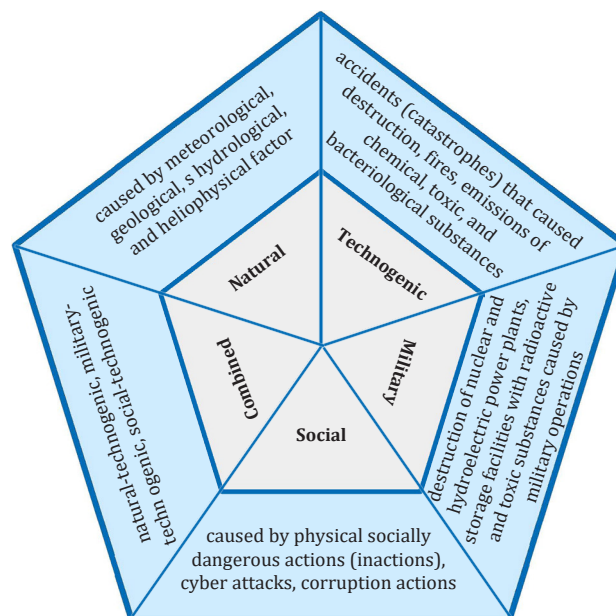 caused by meteorological,
geological, s hydrological,
and heliophysical factor
Natural
accidents (catastrophes) that caused
destruction, fires, emissions of
chemical, toxic, and
bacteriological substances
Technogenic
destruction of nuclear and
hydroelectric power plants,
storage facilities with radioactive
and toxic substances caused by
military operations
Military
Social
caused by physical socially
dangerous actions (inactions),
cyber attacks, corruption actions
Combined
natural-technogenic, military-
techn ogenic, social-technogenic